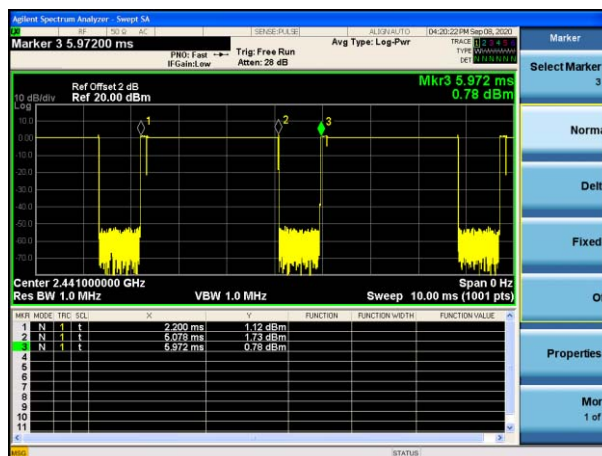 Agilent Spectrum Analyzer - Swept SA
RF 50 Ω AC SENSE:PULSE ALIGNAUTO 04:20:22 PM Sep 08, 2020
Marker 3 5.97200 ms
PNO: Fast
IFGain:Low
Trig: Free Run
Atten: 28 dB
Avg Type: Log-Pwr
TRACE 1 2 3 4 5 6
TYPE
DET N N N N N N
Marker
Select Marker
3
Norma
Delt
Fixed
O
Properties
Mor
1 of
Ref Offset 2 dB
10 dB/div Ref 20.00 dBm
Log
Mkr3 5.972 ms
0.78 dBm
1
2
3
10.0
0.00
-10.0
-20.0
-30.0
-40.0
-50.0
-60.0
-70.0
Center 2.441000000 GHz Span 0 Hz
Res BW 1.0 MHz VBW 1.0 MHz Sweep 10.00 ms (1001 pts)
MKR MODE TRC SCL X Y FUNCTION FUNCTION WIDTH FUNCTION VALUE
1 N 1 t 2.200 ms 1.12 dBm
2 N 1 t 5.078 ms 1.73 dBm
3 N 1 t 5.972 ms 0.78 dBm
4
5
6
7
8
9
10
11
MSG STATUS